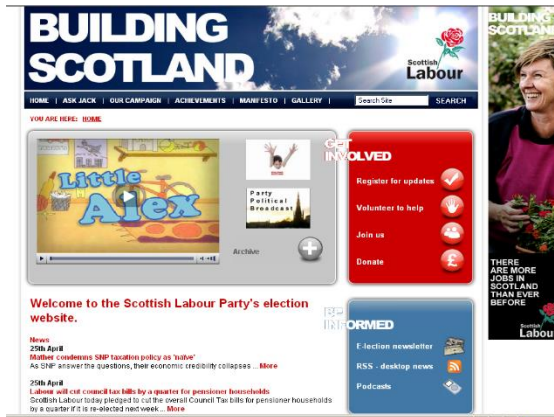 BUILDING
SCOTLAND
Scottish
Labour
HOME | ASK JACK | OUR CAMPAIGN | ACHIEVEMENTS | MANIFESTO | GALLERY |
Search Site
SEARCH
YOU ARE HERE: HOME
Little
Alex
Party
Political
Broadcast
Archive
GET
INVOLVED
Register for updates
Volunteer to help
Join us
Donate
£
Welcome to the Scottish Labour Party's election
website.
News
25th April
Mather condemns SNP taxation policy as 'naive'
As SNP answer the questions, their economic credibility collapses ... More
25th April
Labour will cut council tax bills by a quarter for pensioner households
Scottish Labour today pledged to cut the overall Council Tax bills for pensioner households
by a quarter if it is re-elected next week... More
BE
INFORMED
E-lection newsletter
RSS - desktop news
Podcasts
BUILDING
SCOTLAND
THERE
ARE MORE
JOBS IN
SCOTLAND
THAN EVER
BEFORE
Scottish
Labour